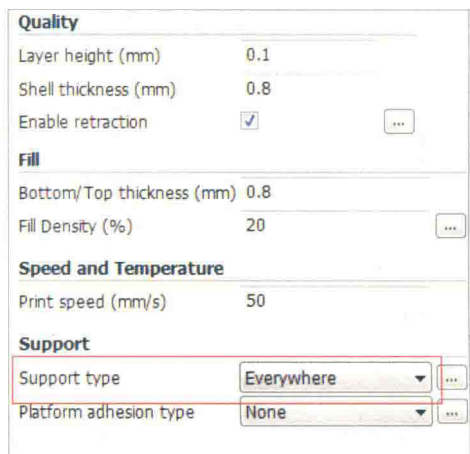 Quality
Layer height (mm) 0.1
Shell thickness (mm) 0.8
Enable retraction ...
Fill
Bottom/Top thickness (mm) 0.8
Fill Density (%) 20 ...
Speed and Temperature
Print speed (mm/s) 50
Support
Support type Everywhere ...
Platform adhesion type None ...